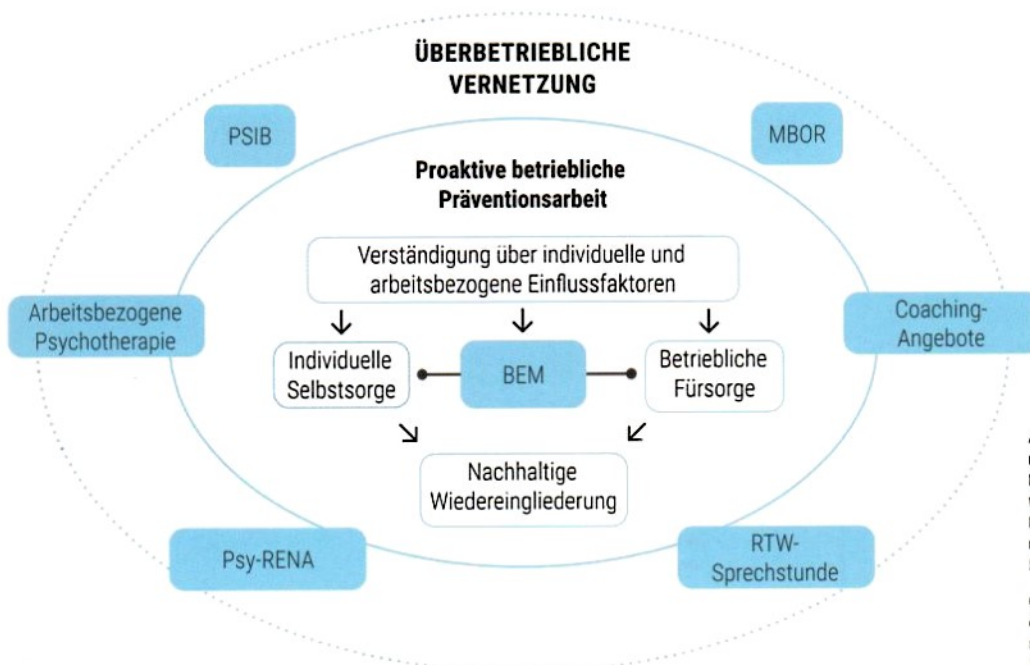 ÜBERBETRIEBLICHE
VERNETZUNG
PSIB
MBOR
Proaktive betriebliche
Präventionsarbeit
Verständigung über individuelle und
arbeitsbezogene Einflussfaktoren
Arbeitsbezogene
Psychotherapie
Coaching-
Angebote
Individuelle
Selbstsorge
BEM
Betriebliche
Fürsorge
Nachhaltige
Wiedereingliederung
Psy-RENA
RTW-
Sprechstunde